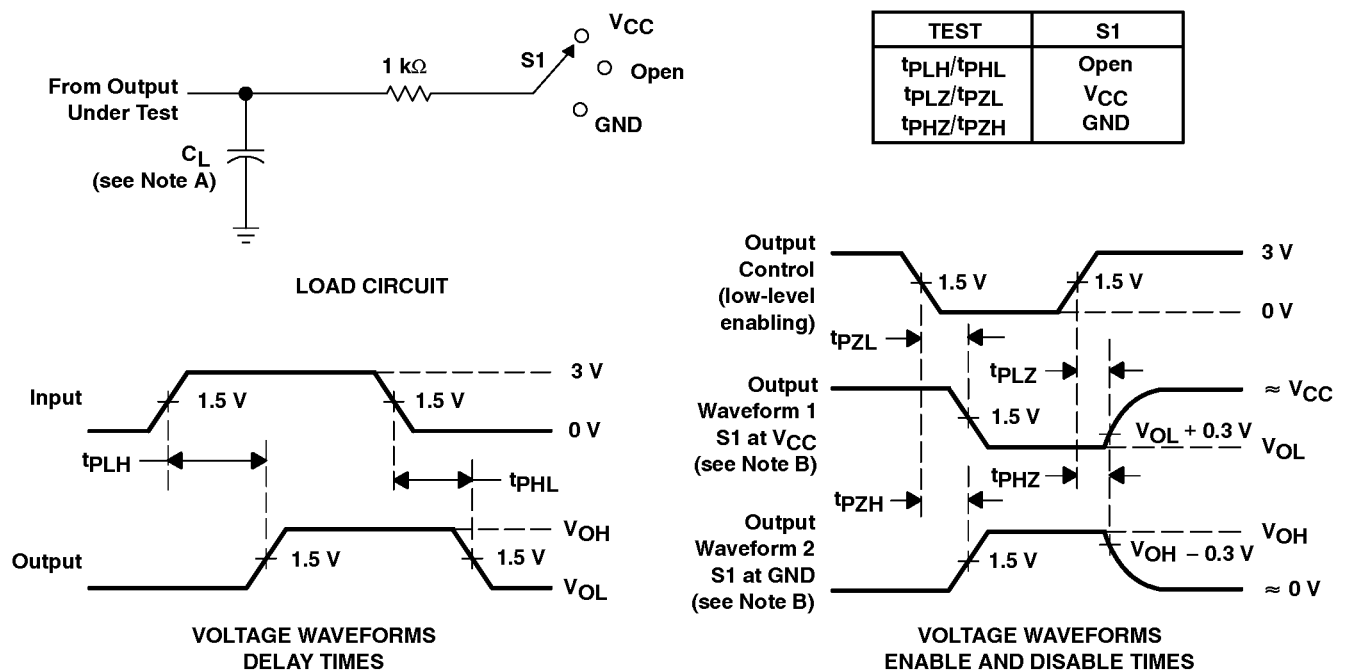 From Output
Under Test
CL
(see Note A)
1 kΩ
S1
VCC
Open
GND
LOAD CIRCUIT
TEST S1
tPLH/tPHL Open
tPLZ/tPZL VCC
tPHZ/tPZH GND
Input
1.5 V
1.5 V
3 V
0 V
tPLH
tPHL
Output
1.5 V
1.5 V
VOH
VOL
VOLTAGE WAVEFORMS
DELAY TIMES
Output
Control
(low-level
enabling)
1.5 V
1.5 V
3 V
0 V
tPZL
tPLZ
Output
Waveform 1
S1 at VCC
(see Note B)
1.5 V
VOL + 0.3 V
≈ VCC
VOL
tPZH
tPHZ
Output
Waveform 2
S1 at GND
(see Note B)
1.5 V
VOH − 0.3 V
VOH
≈ 0 V
VOLTAGE WAVEFORMS
ENABLE AND DISABLE TIMES